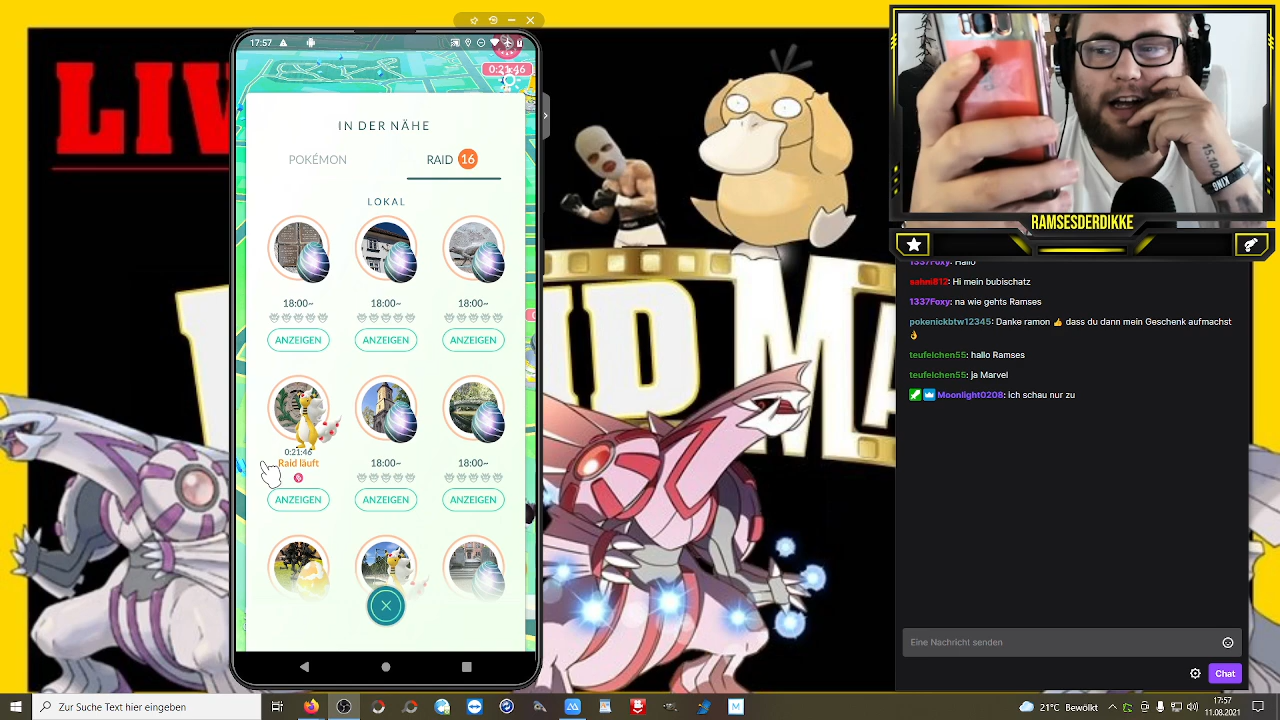 LIV
17:57
0:21:46
IN DER NÄHE
POKÉMON
RAID 16
LOKAL
18:00~
18:00~
18:00~
ANZEIGEN
ANZEIGEN
ANZEIGEN
0:21:46
Raid läuft
18:00~
18:00~
ANZEIGEN
ANZEIGEN
ANZEIGEN
15.10
KING
RAMSESDERDIKKE
1337Foxy: Hallo
sahni812: Hi mein bubischatz
1337Foxy: na wie gehts Ramses
pokenickbtw12345: Danke ramon 👍 dass du dann mein Geschenk aufmachst
👌
teufelchen55: hallo Ramses
teufelchen55: ja Marvel
Moonlight0208: ich schau nur zu
Eine Nachricht senden
Chat
Zur Suche Text hier eingeben
21°C Bewölkt
17:57
11.08.2021